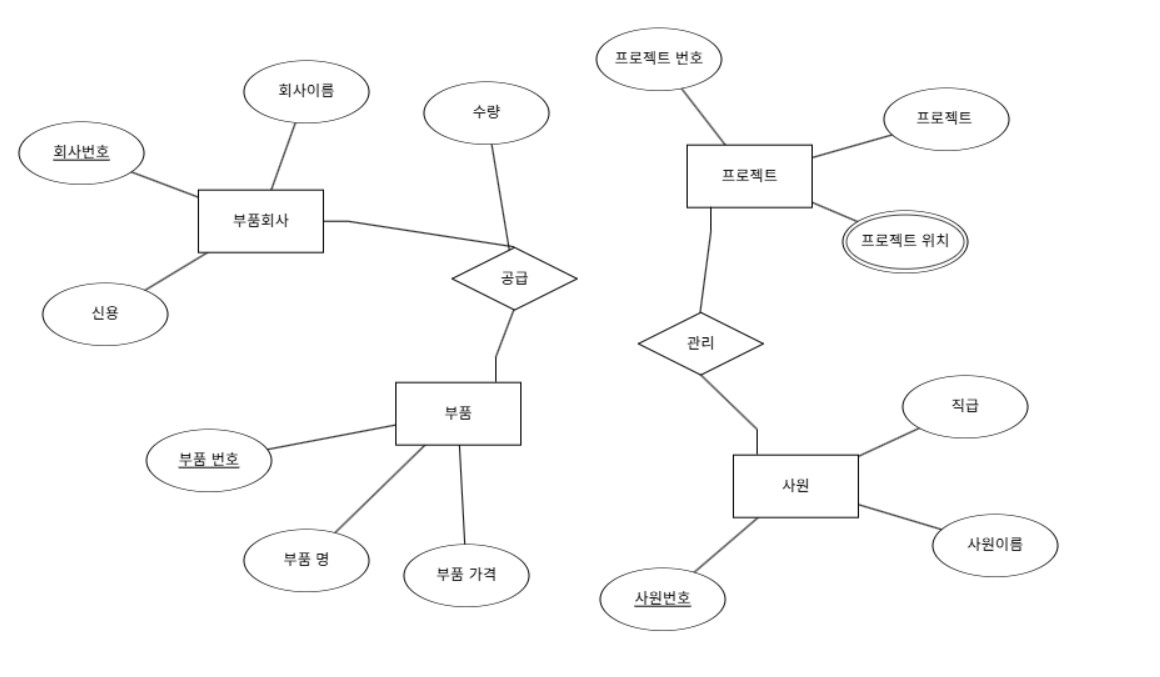 프로젝트 번호
회사이름
수량
프로젝트
회사번호
프로젝트
부품회사
프로젝트 위치
공급
신용
관리
직급
부품
부품 번호
사원
사원이름
부품 명
부품 가격
사원번호